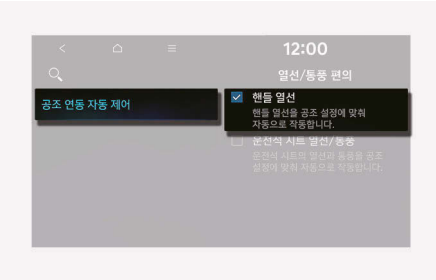 12:00
열선/통풍 편의
공조 연동 자동 제어
핸들 열선
핸들 열선을 공조 설정에 맞춰
자동으로 작동합니다.
운전석 시트 열선/통풍
운전석 시트의 열선과 통풍을 공조
설정에 맞춰 자동으로 작동합니다.